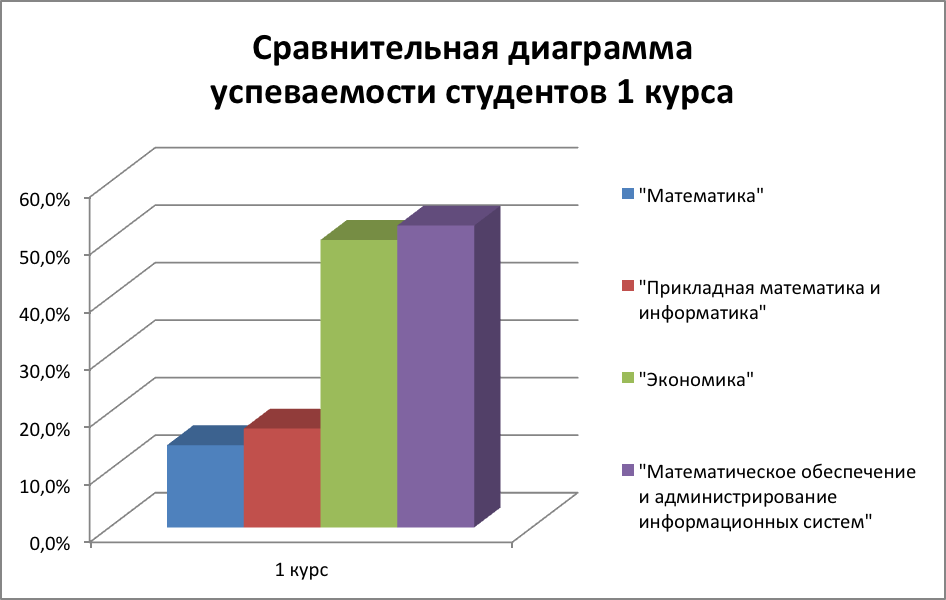 Сравнительная диаграмма
успеваемости студентов 1 курса
60,0%
50,0%
40,0%
30,0%
20,0%
10,0%
0,0%
1 курс
"Математика"
"Прикладная математика и
информатика"
"Экономика"
"Математическое обеспечение
и администрирование
информационных систем"